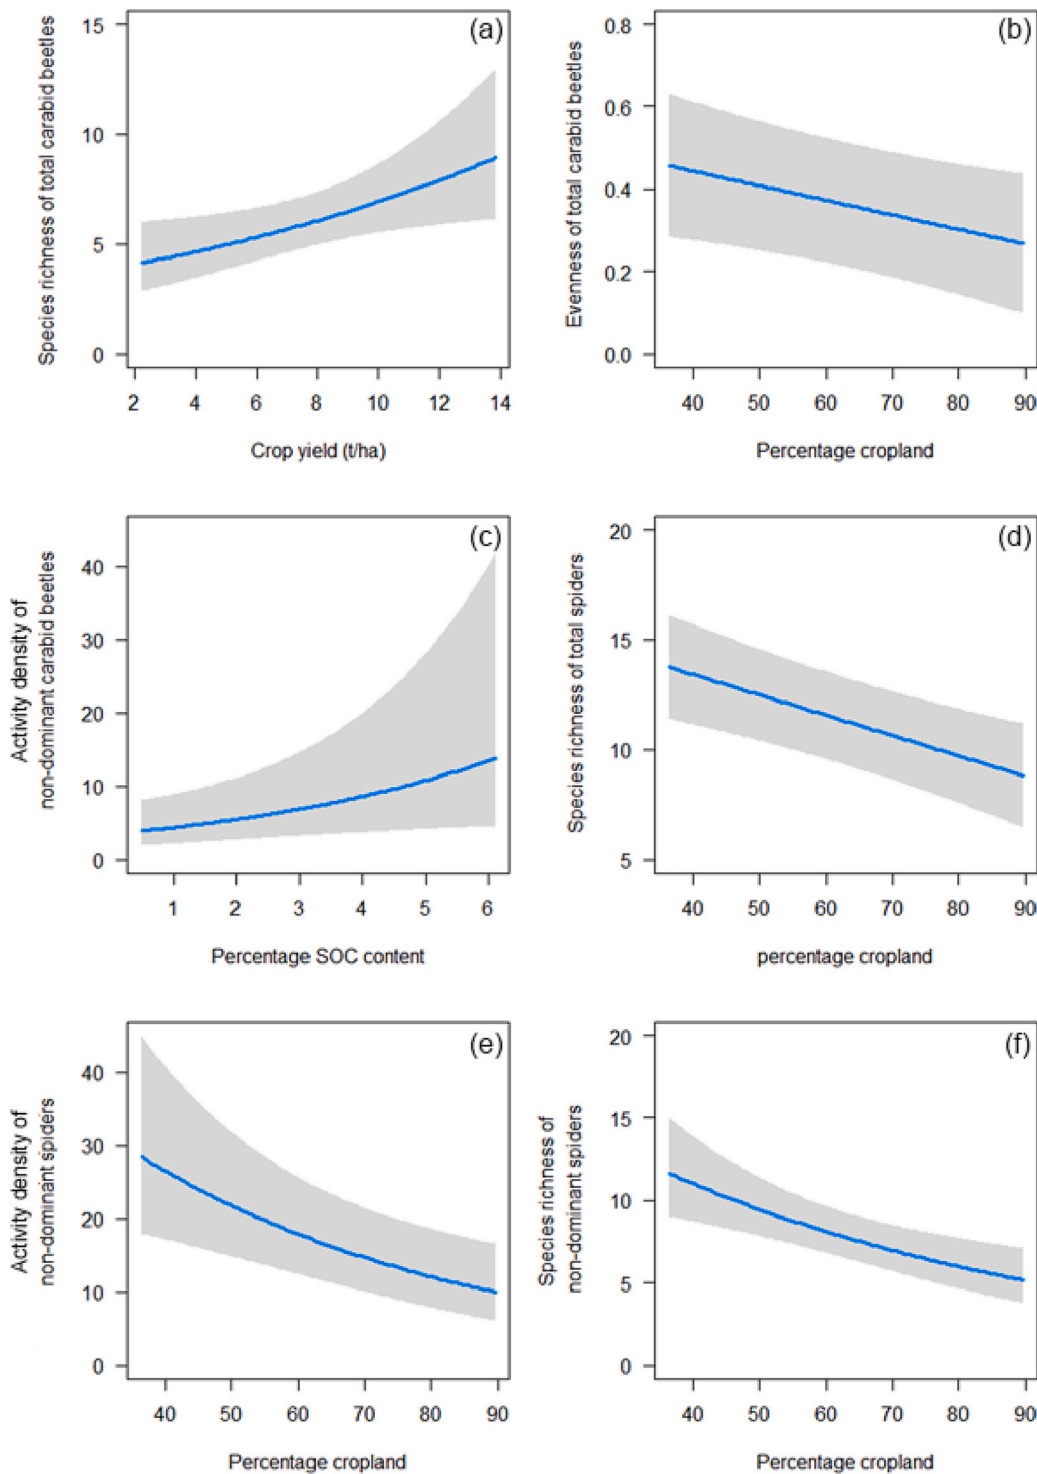 (a)
Species richness of total carabid beetles
15
10
5
0
2 4 6 8 10 12 14
Crop yield (t/ha)
(b)
Evenness of total carabid beetles
0.8
0.6
0.4
0.2
0.0
40 50 60 70 80 90
Percentage cropland
(c)
Activity density of
non-dominant carabid beetles
40
30
20
10
0
1 2 3 4 5 6
Percentage SOC content
(d)
Species richness of total spiders
20
15
10
5
40 50 60 70 80 90
percentage cropland
(e)
Activity density of
non-dominant spiders
40
30
20
10
0
40 50 60 70 80 90
Percentage cropland
(f)
Species richness of
non-dominant spiders
20
15
10
5
0
40 50 60 70 80 90
Percentage cropland